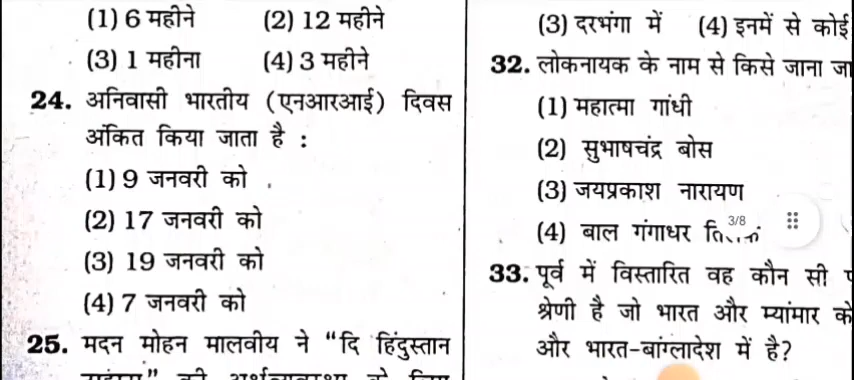 (1) 6 महीने (2) 12 महीने
(3) 1 महीना (4) 3 महीने
24. अनिवासी भारतीय (एनआरआई) दिवस
अंकित किया जाता है :
(1) 9 जनवरी को
(2) 17 जनवरी को
(3) 19 जनवरी को
(4) 7 जनवरी को
25. मदन मोहन मालवीय ने “दि हिंदुस्तान
(3) दरभंगा में (4) इनमें से कोई
32. लोकनायक के नाम से किसे जाना जा
(1) महात्मा गांधी
(2) सुभाषचंद्र बोस
(3) जयप्रकाश नारायण
3/8
(4) बाल गंगाधर
33. पूर्व में विस्तारित वह कौन सी
श्रेणी है जो भारत और म्यांमार को
और भारत-बांग्लादेश में है?